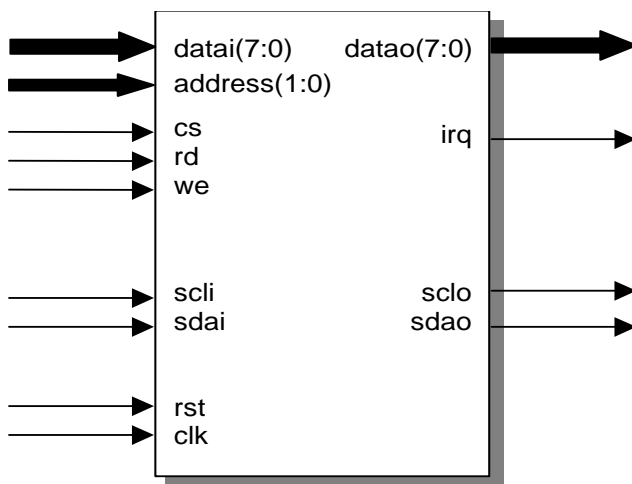 datai(7:0) datao(7:0)
address(1:0)
cs
irq
rd
we
scli sclo
sdai sdao
rst
clk